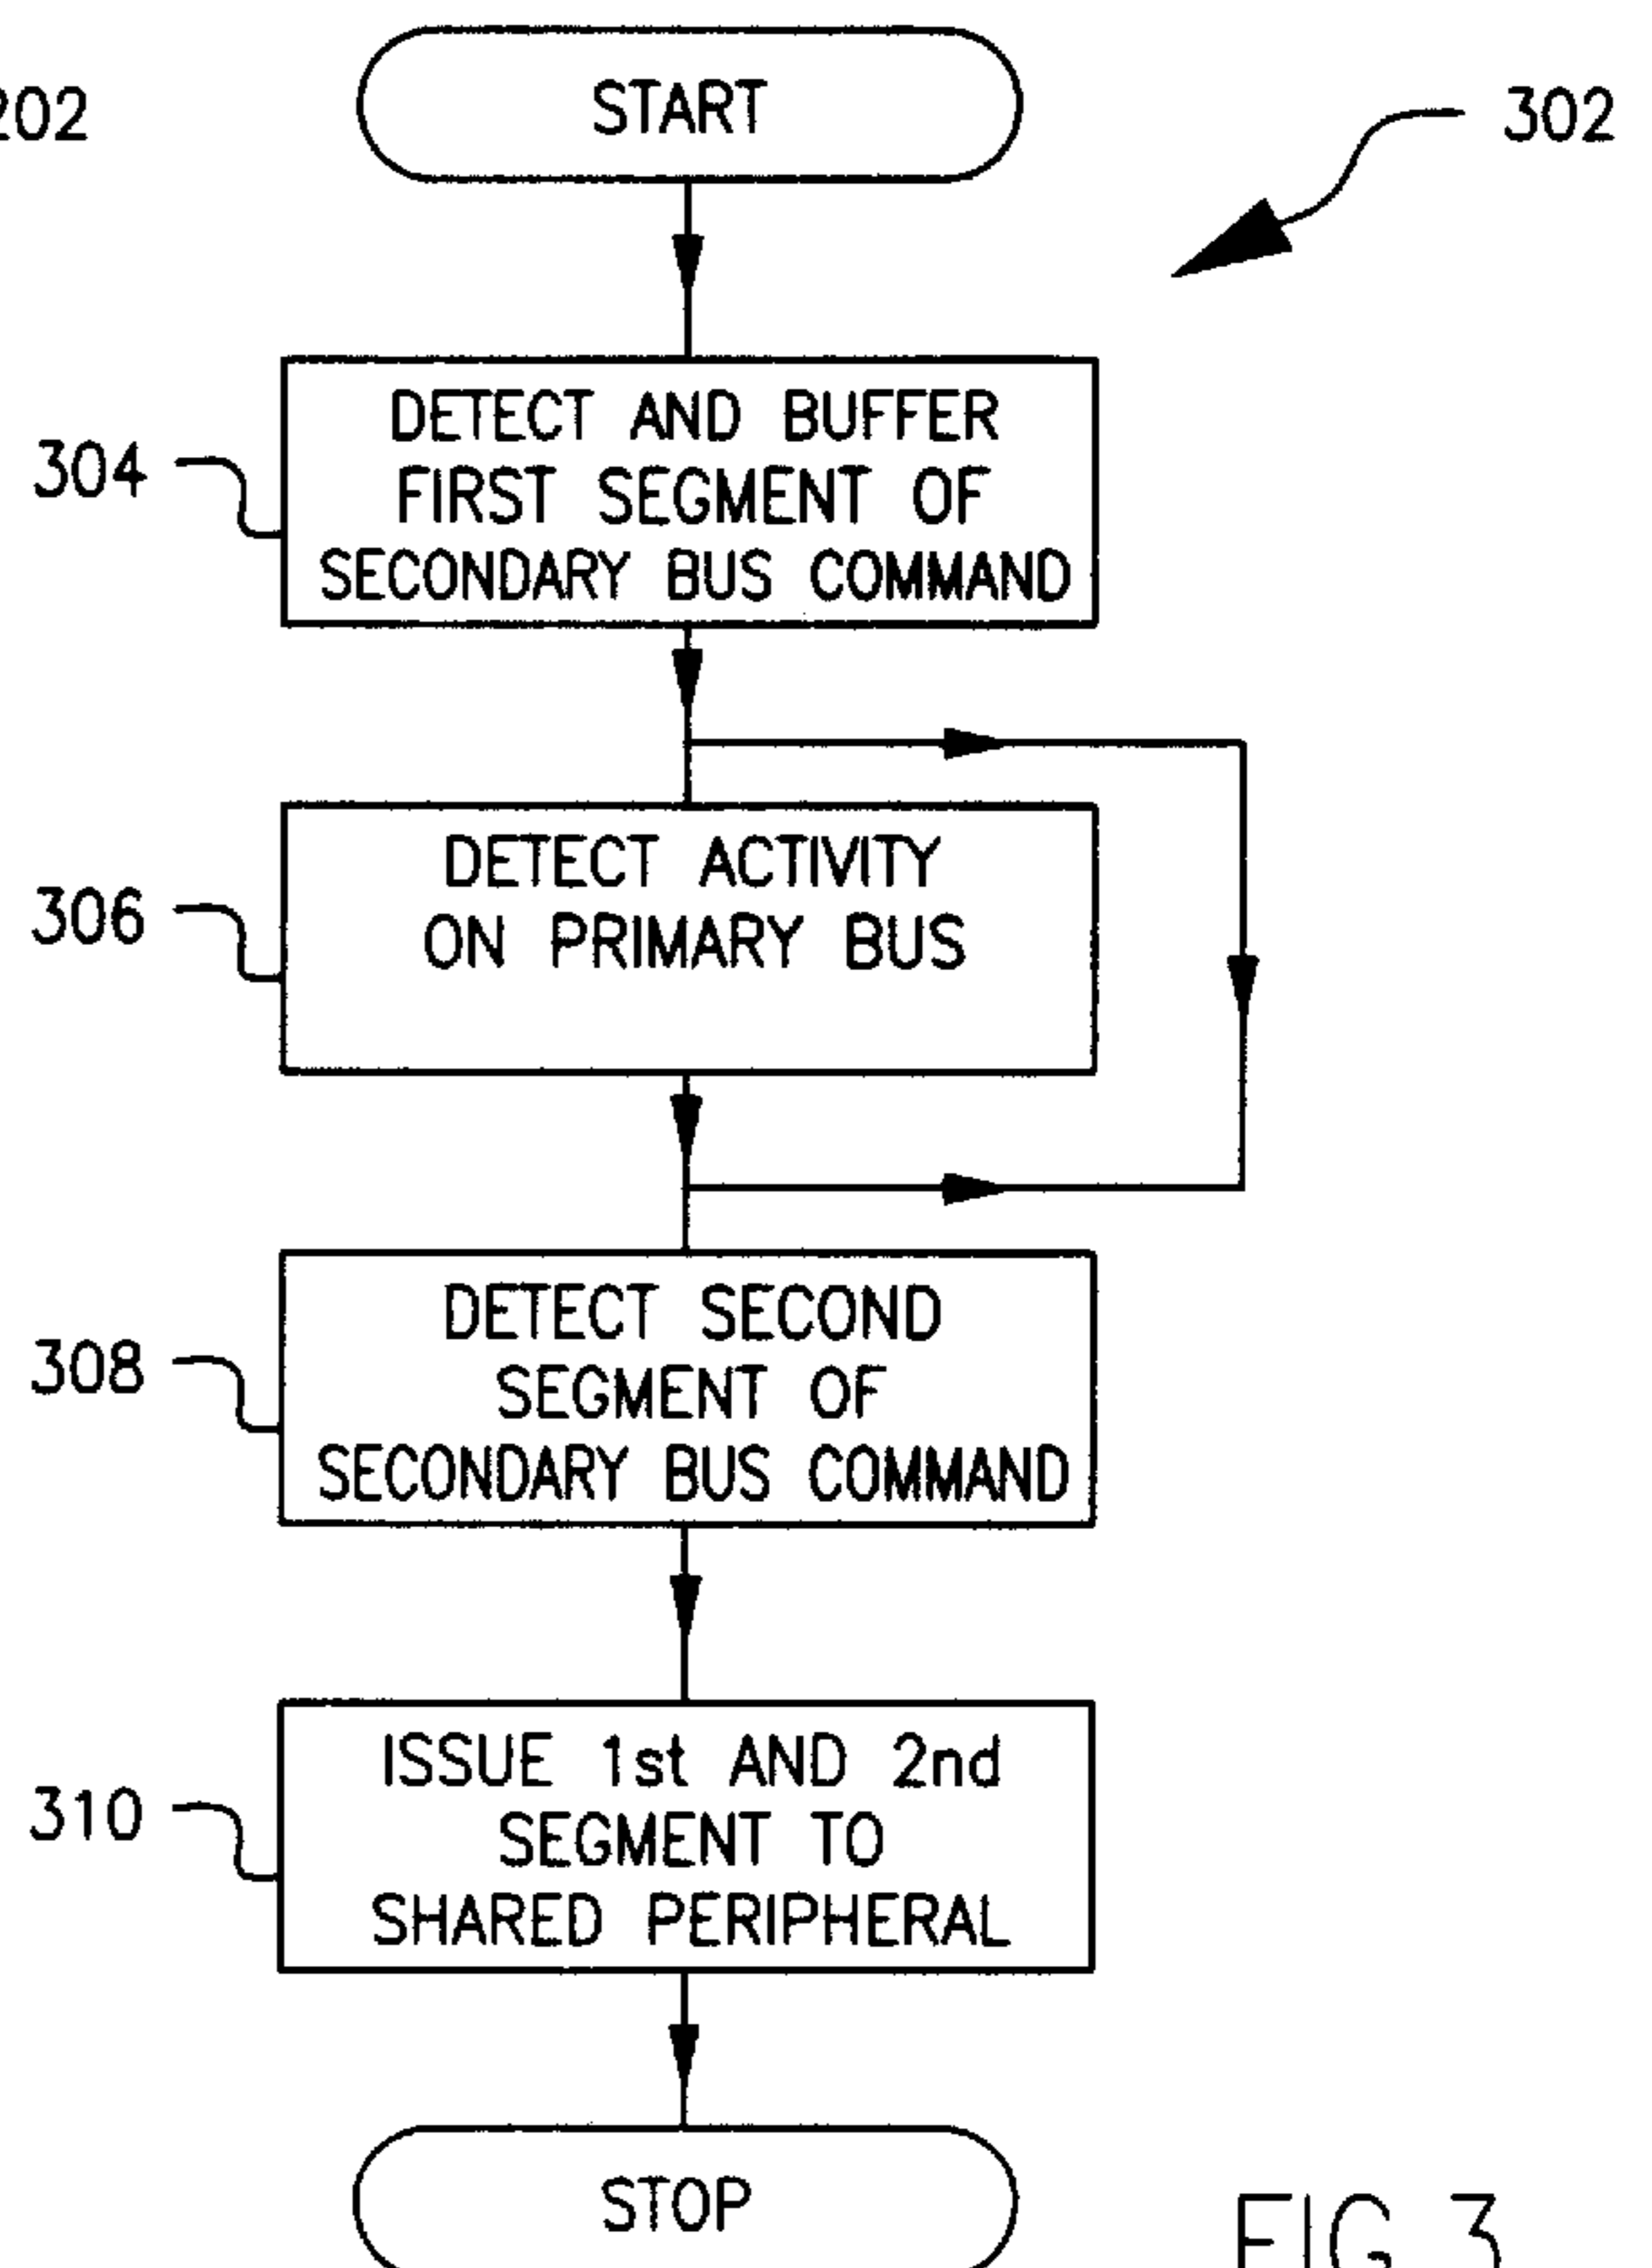 202
START
302
304
DETECT AND BUFFER
FIRST SEGMENT OF
SECONDARY BUS COMMAND
306
DETECT ACTIVITY
ON PRIMARY BUS
308
DETECT SECOND
SEGMENT OF
SECONDARY BUS COMMAND
310
ISSUE 1st AND 2nd
SEGMENT TO
SHARED PERIPHERAL
STOP
FIG 3